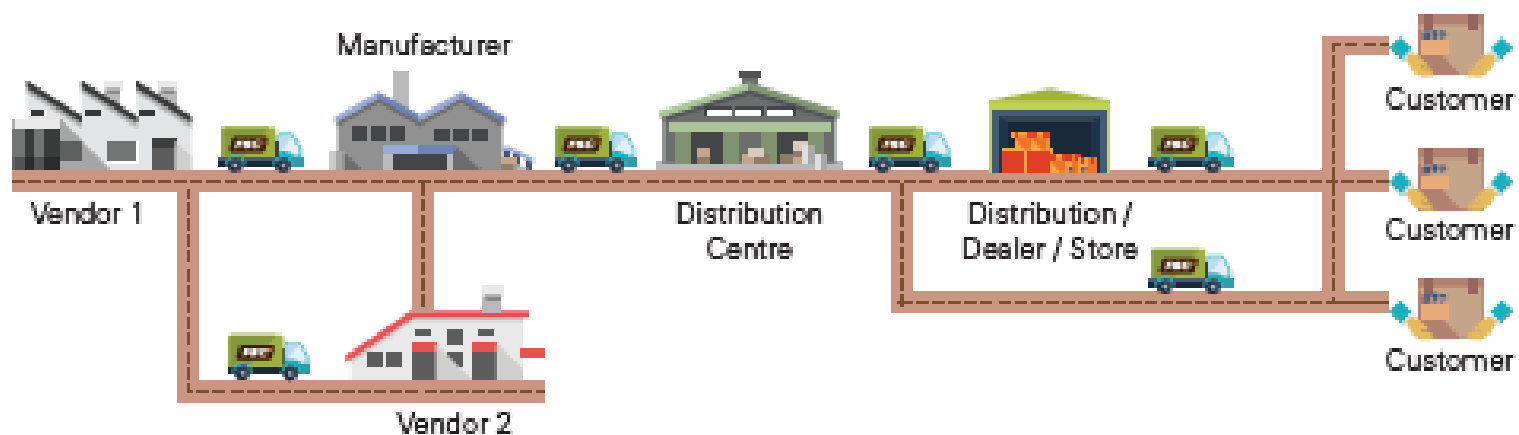 Manufacturer
Customer
Vendor 1
Distribution
Centre
Distribution /
Dealer / Store
Customer
Customer
Vendor 2